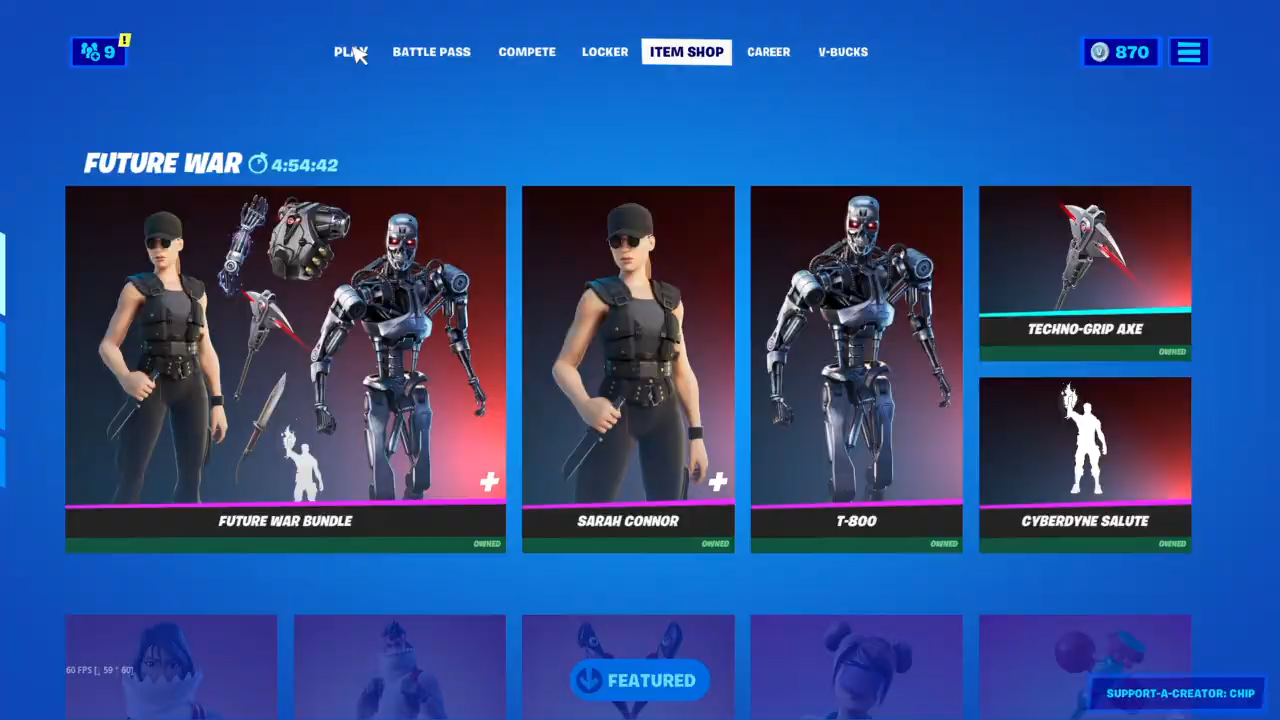 9 !
PLAY BATTLE PASS COMPETE LOCKER ITEM SHOP CAREER V-BUCKS
V 870
FUTURE WAR 4:54:42
FUTURE WAR BUNDLE
OWNED
SARAH CONNOR
OWNED
T-800
OWNED
TECHNO-GRIP AXE
OWNED
CYBERDYNE SALUTE
OWNED
60 FPS [¡ 59 * 60]
FEATURED
SUPPORT-A-CREATOR: CHIP